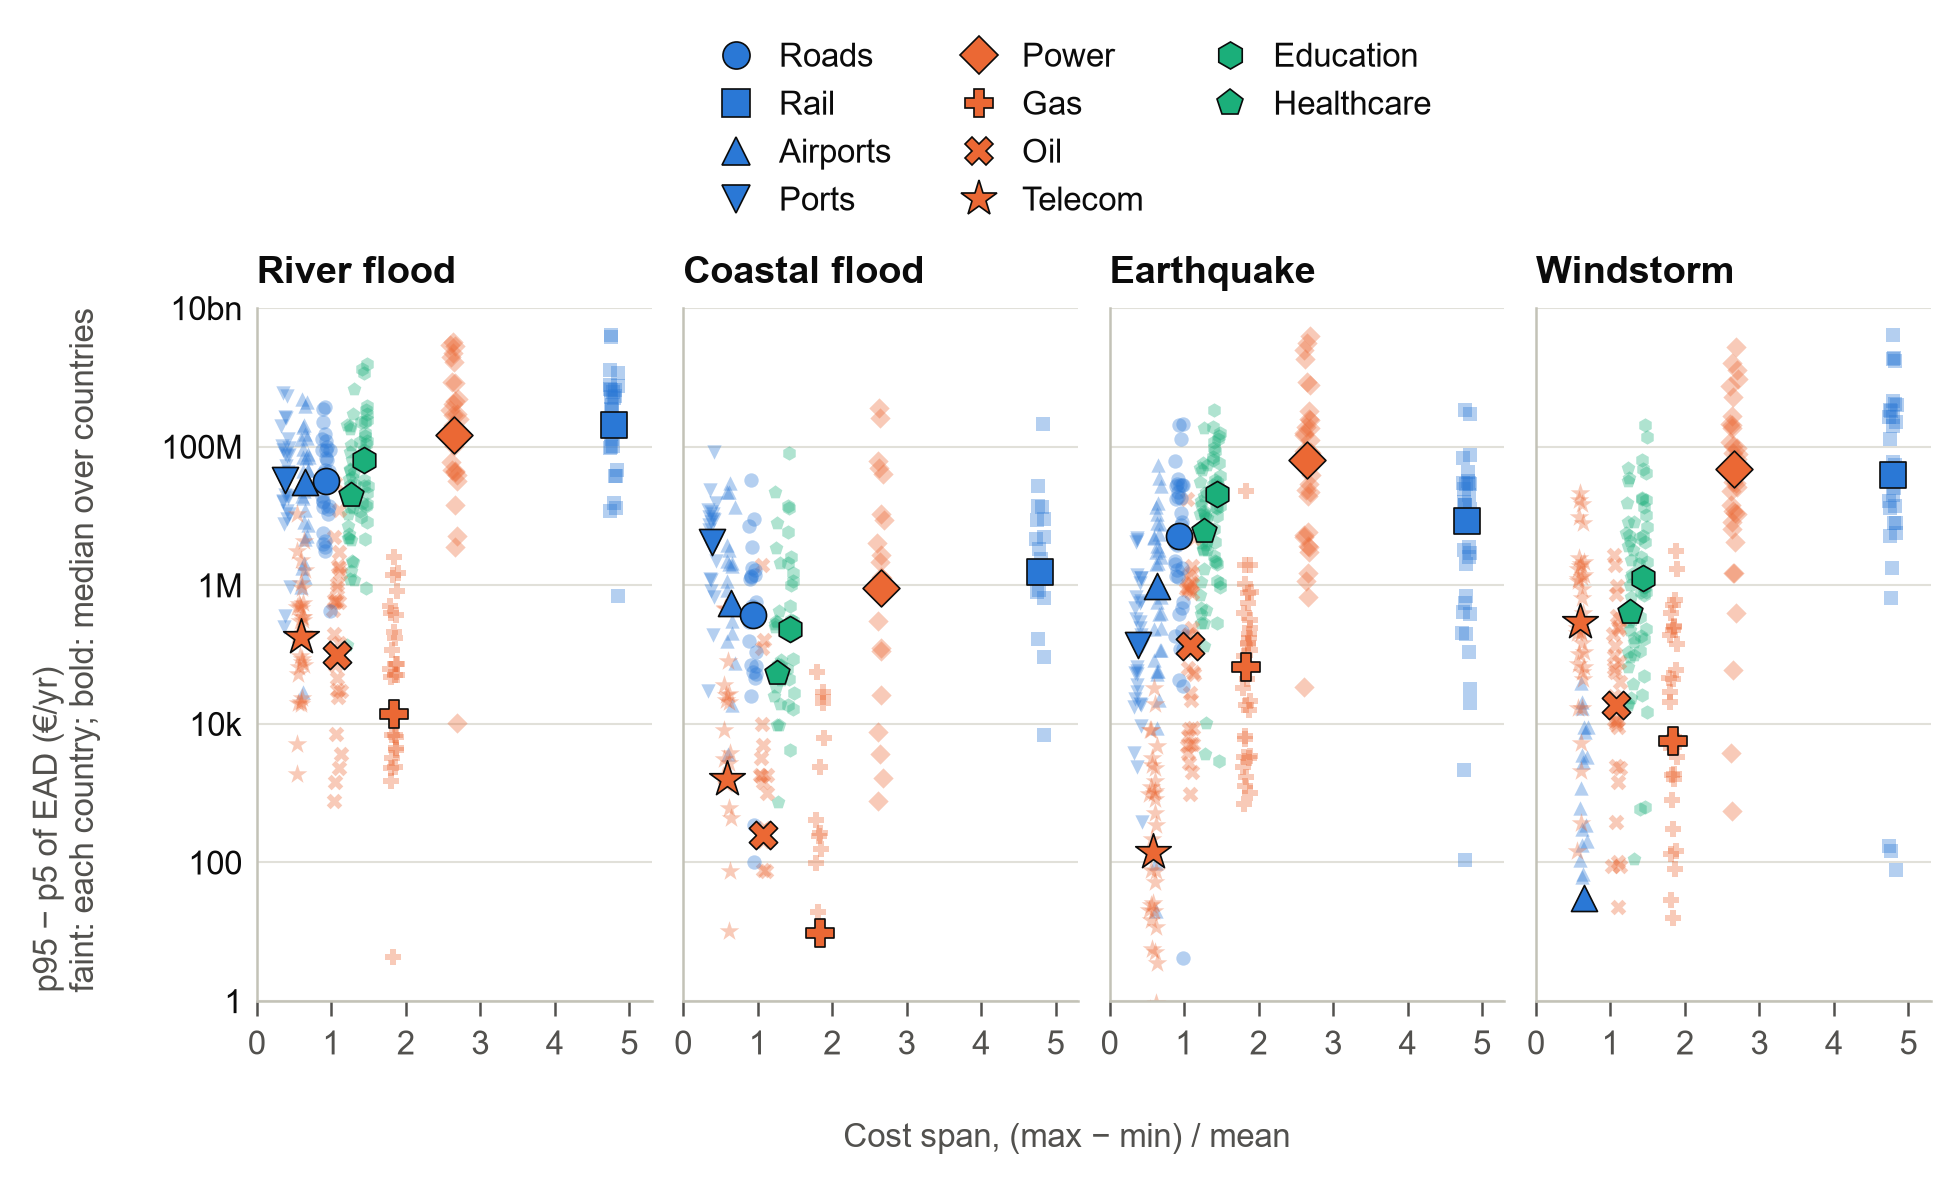 Roads
Rail
Airports
Ports
Power
Gas
Oil
Telecom
Education
Healthcare
River flood
Coastal flood
Earthquake
Windstorm
p95 − p5 of EAD (€/yr)
faint: each country; bold: median over countries
10bn
100M
1M
10k
100
1
0 1 2 3 4 5
0 1 2 3 4 5
0 1 2 3 4 5
0 1 2 3 4 5
Cost span, (max − min) / mean